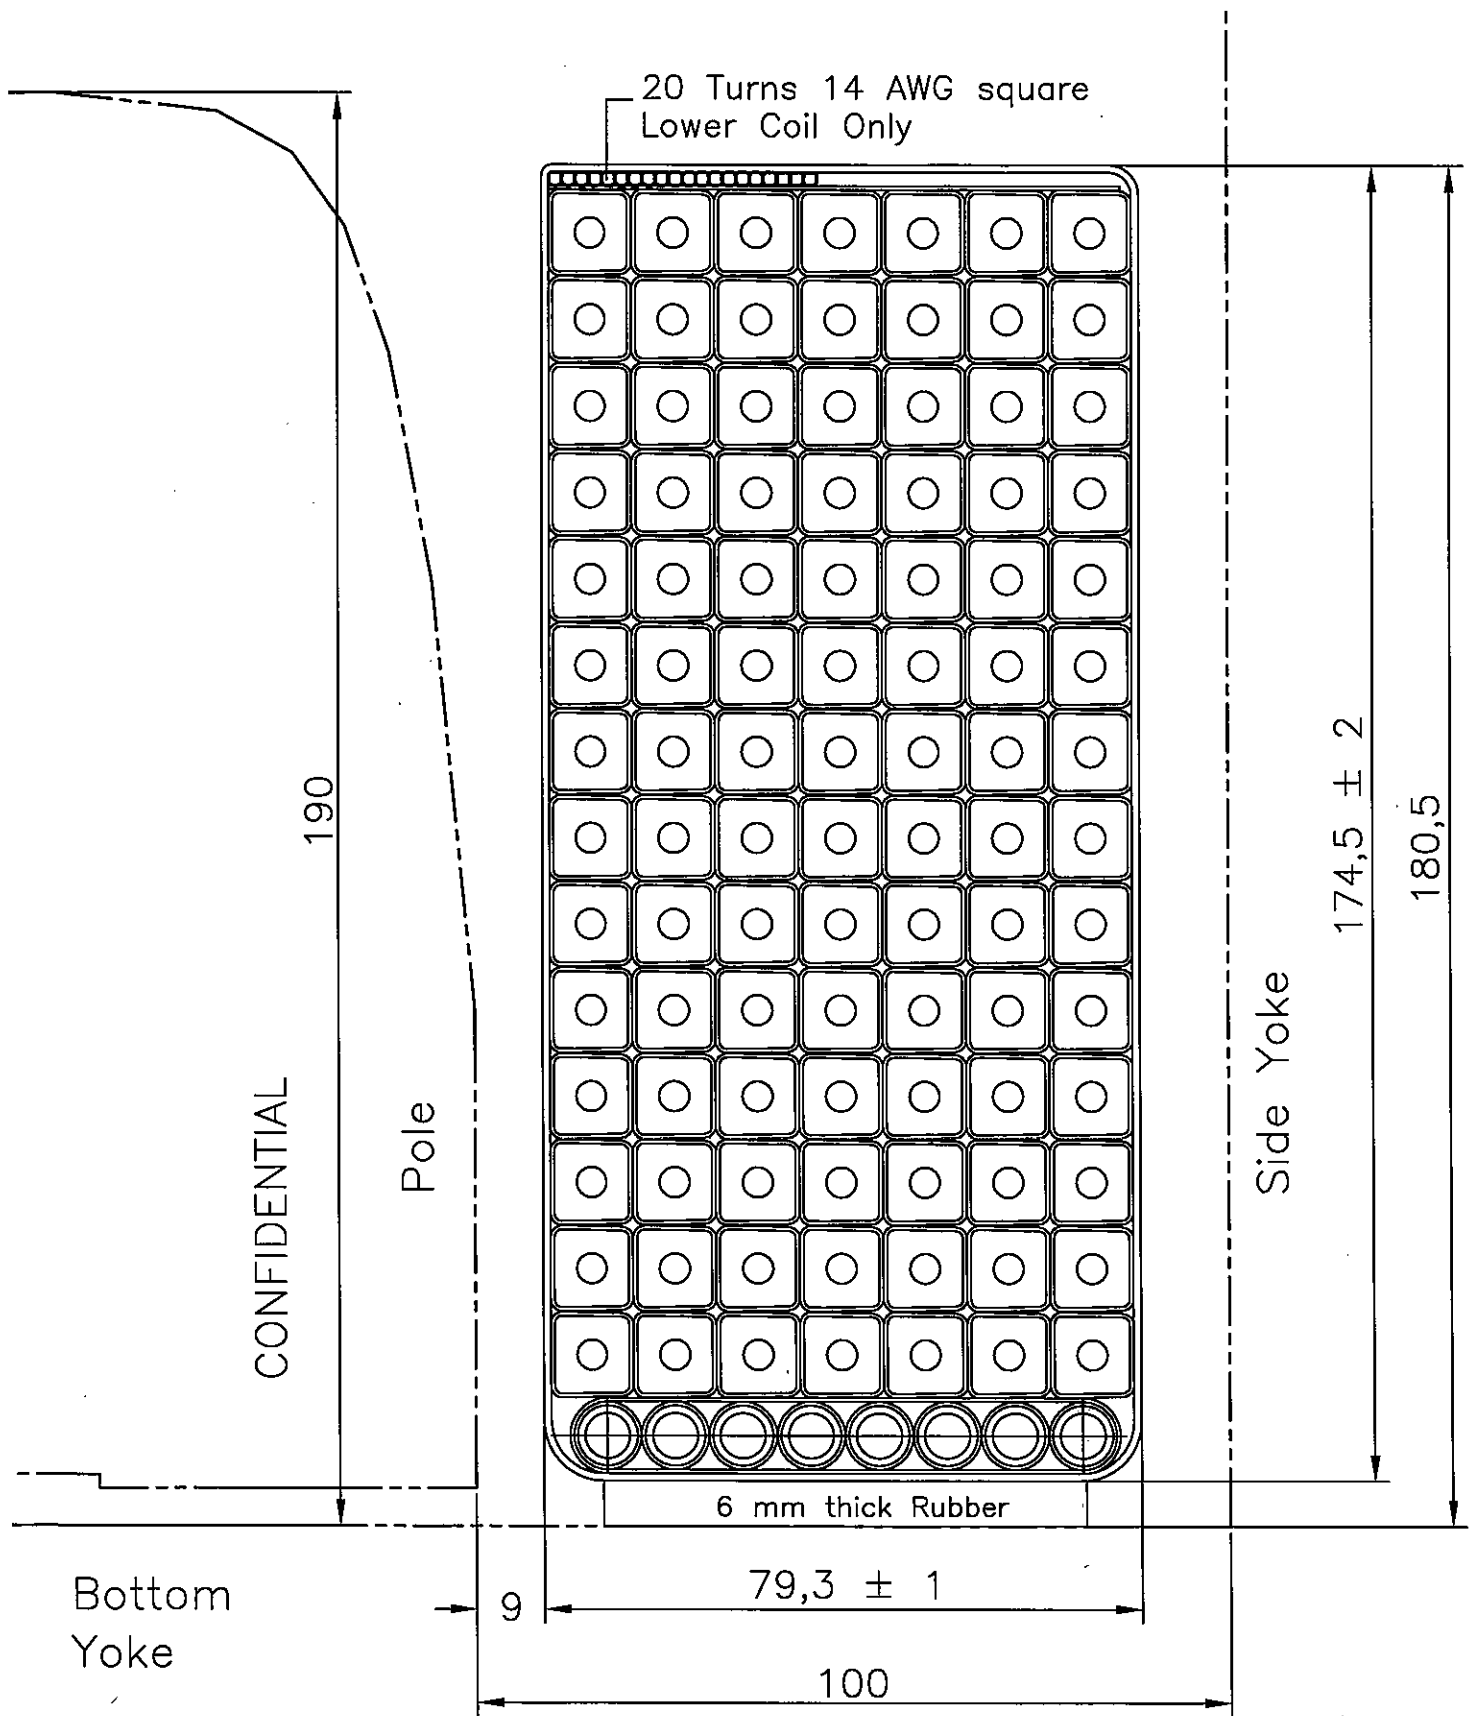 20 Turns 14 AWG square
Lower Coil Only
190
174,5 ± 2
180,5
CONFIDENTIAL
Pole
Side Yoke
6 mm thick Rubber
Bottom
Yoke
9
79,3 ± 1
100